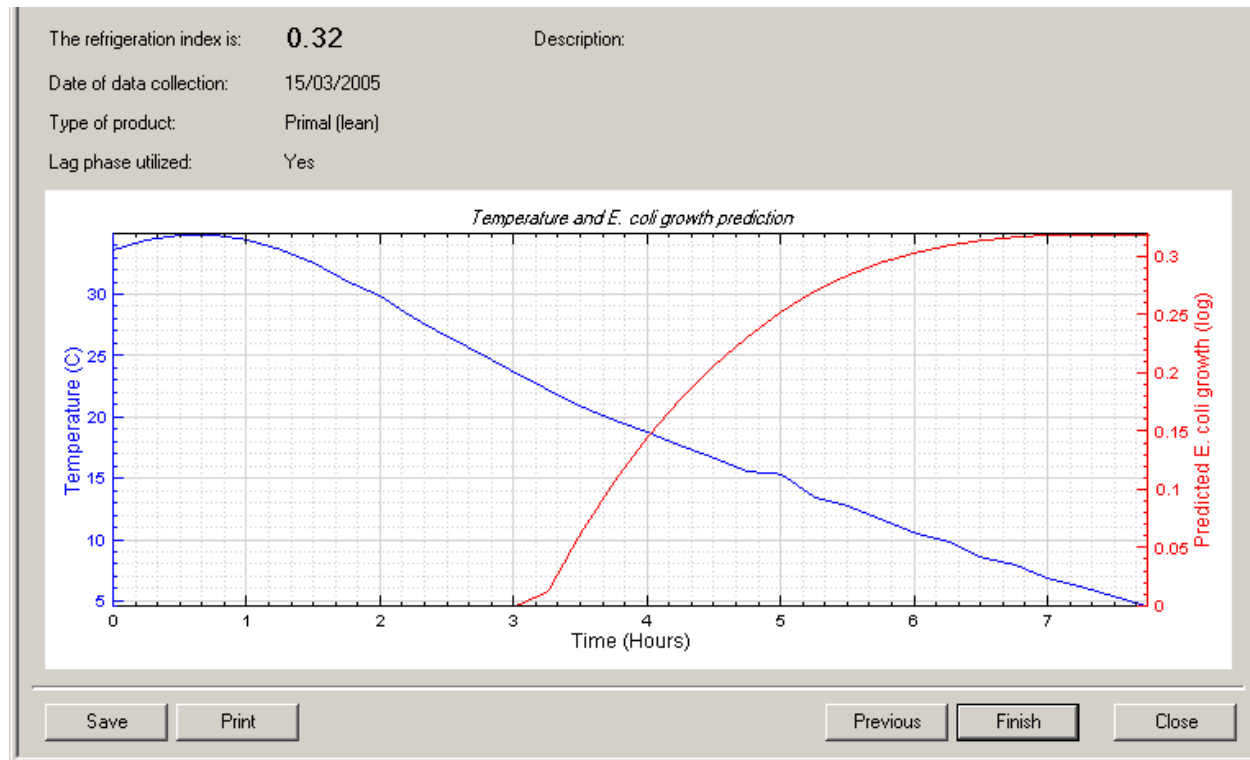 The refrigeration index is: 0.32 Description:
Date of data collection: 15/03/2005
Type of product: Primal (lean)
Lag phase utilized: Yes
Temperature and E. coli growth prediction
Temperature (C)
30
25
20
15
10
5
0 1 2 3 4 5 6 7
Time (Hours)
0.3
0.25
0.2
0.15
0.1
0.05
0
Predicted E. coli growth (log)
Save Print Previous Finish Close